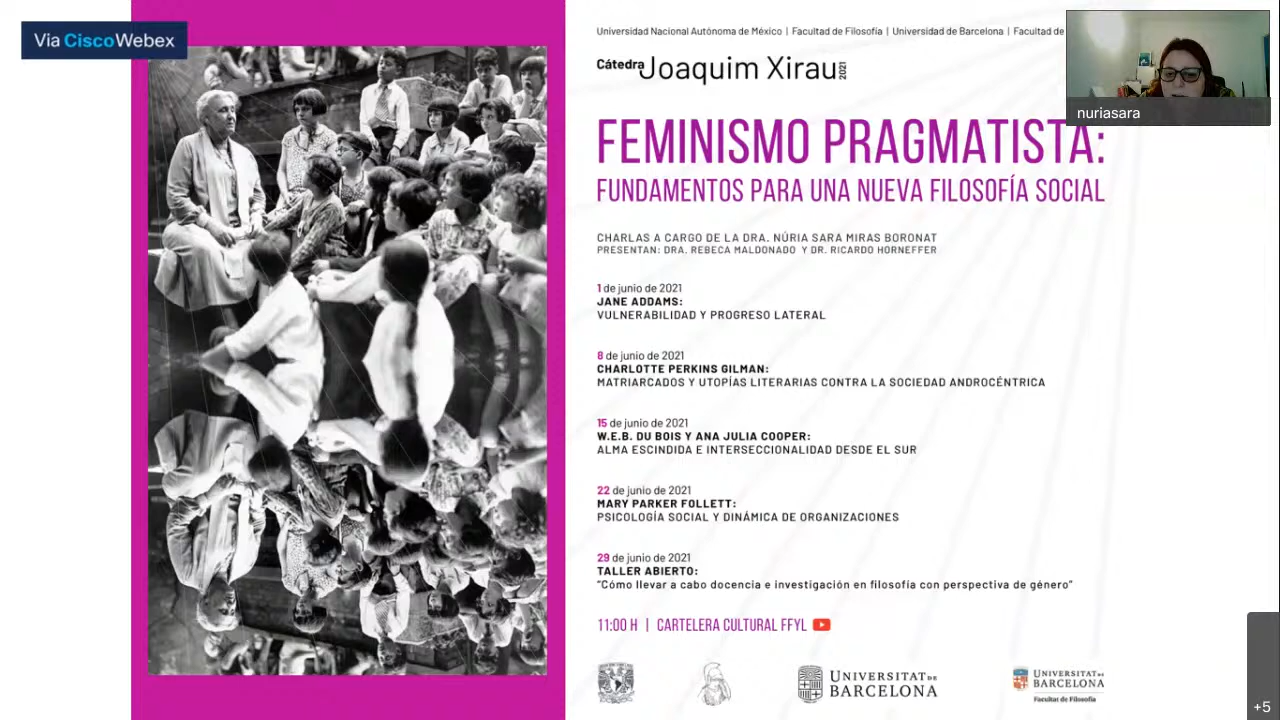 Vía CiscoWebex
Universidad Nacional Autónoma de México | Facultad de Filosofía | Universidad de Barcelona | Facultad de
Cátedra Joaquim Xirau 2021
nuriasara
FEMINISMO PRAGMATISTA:
FUNDAMENTOS PARA UNA NUEVA FILOSOFÍA SOCIAL
CHARLAS A CARGO DE LA DRA. NÚRIA SARA MIRAS BORONAT
PRESENTAN: DRA. REBECA MALDONADO Y DR. RICARDO HORNEFFER
1 de junio de 2021
JANE ADDAMS:
VULNERABILIDAD Y PROGRESO LATERAL
8 de junio de 2021
CHARLOTTE PERKINS GILMAN:
MATRIARCADOS Y UTOPÍAS LITERARIAS CONTRA LA SOCIEDAD ANDROCÉNTRICA
15 de junio de 2021
W.E.B. DU BOIS Y ANA JULIA COOPER:
ALMA ESCINDIDA E INTERSECCIONALIDAD DESDE EL SUR
22 de junio de 2021
MARY PARKER FOLLETT:
PSICOLOGÍA SOCIAL Y DINÁMICA DE ORGANIZACIONES
29 de junio de 2021
TALLER ABIERTO:
"Cómo llevar a cabo docencia e investigación en filosofía con perspectiva de género"
11:00 H | CARTELERA CULTURAL FFYL
UNIVERSITAT DE
BARCELONA
UNIVERSITAT DE
BARCELONA
Facultat de Filosofia
+5